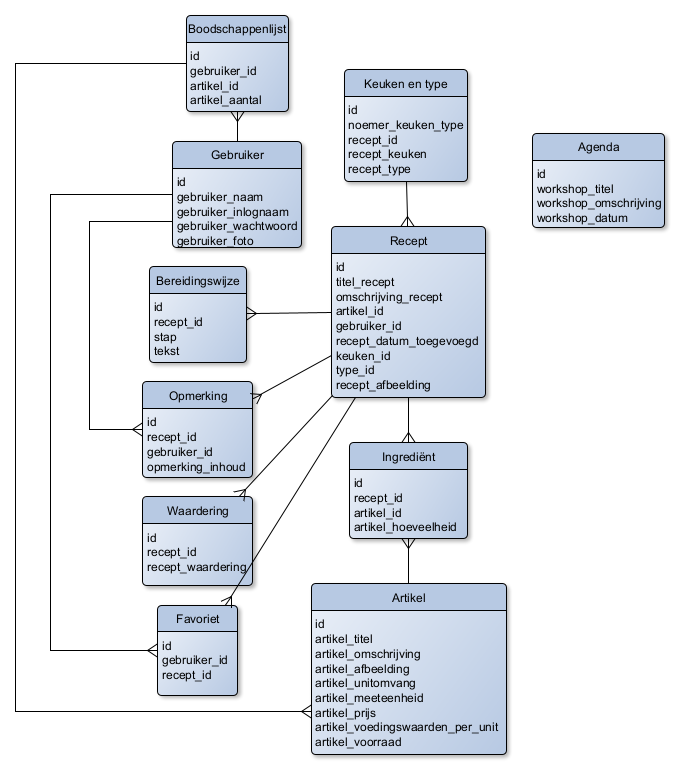 Boodschappenlijst
id
gebruiker_id
artikel_id
artikel_aantal
Keuken en type
id
noemer_keuken_type
recept_id
recept_keuken
recept_type
Agenda
id
workshop_titel
workshop_omschrijving
workshop_datum
Gebruiker
id
gebruiker_naam
gebruiker_inlognaam
gebruiker_wachtwoord
gebruiker_foto
Recept
id
titel_recept
omschrijving_recept
artikel_id
gebruiker_id
recept_datum_toegevoegd
keuken_id
type_id
recept_afbeelding
Bereidingswijze
id
recept_id
stap
tekst
Opmerking
id
recept_id
gebruiker_id
opmerking_inhoud
Ingrediënt
id
recept_id
artikel_id
artikel_hoeveelheid
Waardering
id
recept_id
recept_waardering
Favoriet
id
gebruiker_id
recept_id
Artikel
id
artikel_titel
artikel_omschrijving
artikel_afbeelding
artikel_unitomvang
artikel_meeteenheid
artikel_prijs
artikel_voedingswaarden_per_unit
artikel_voorraad